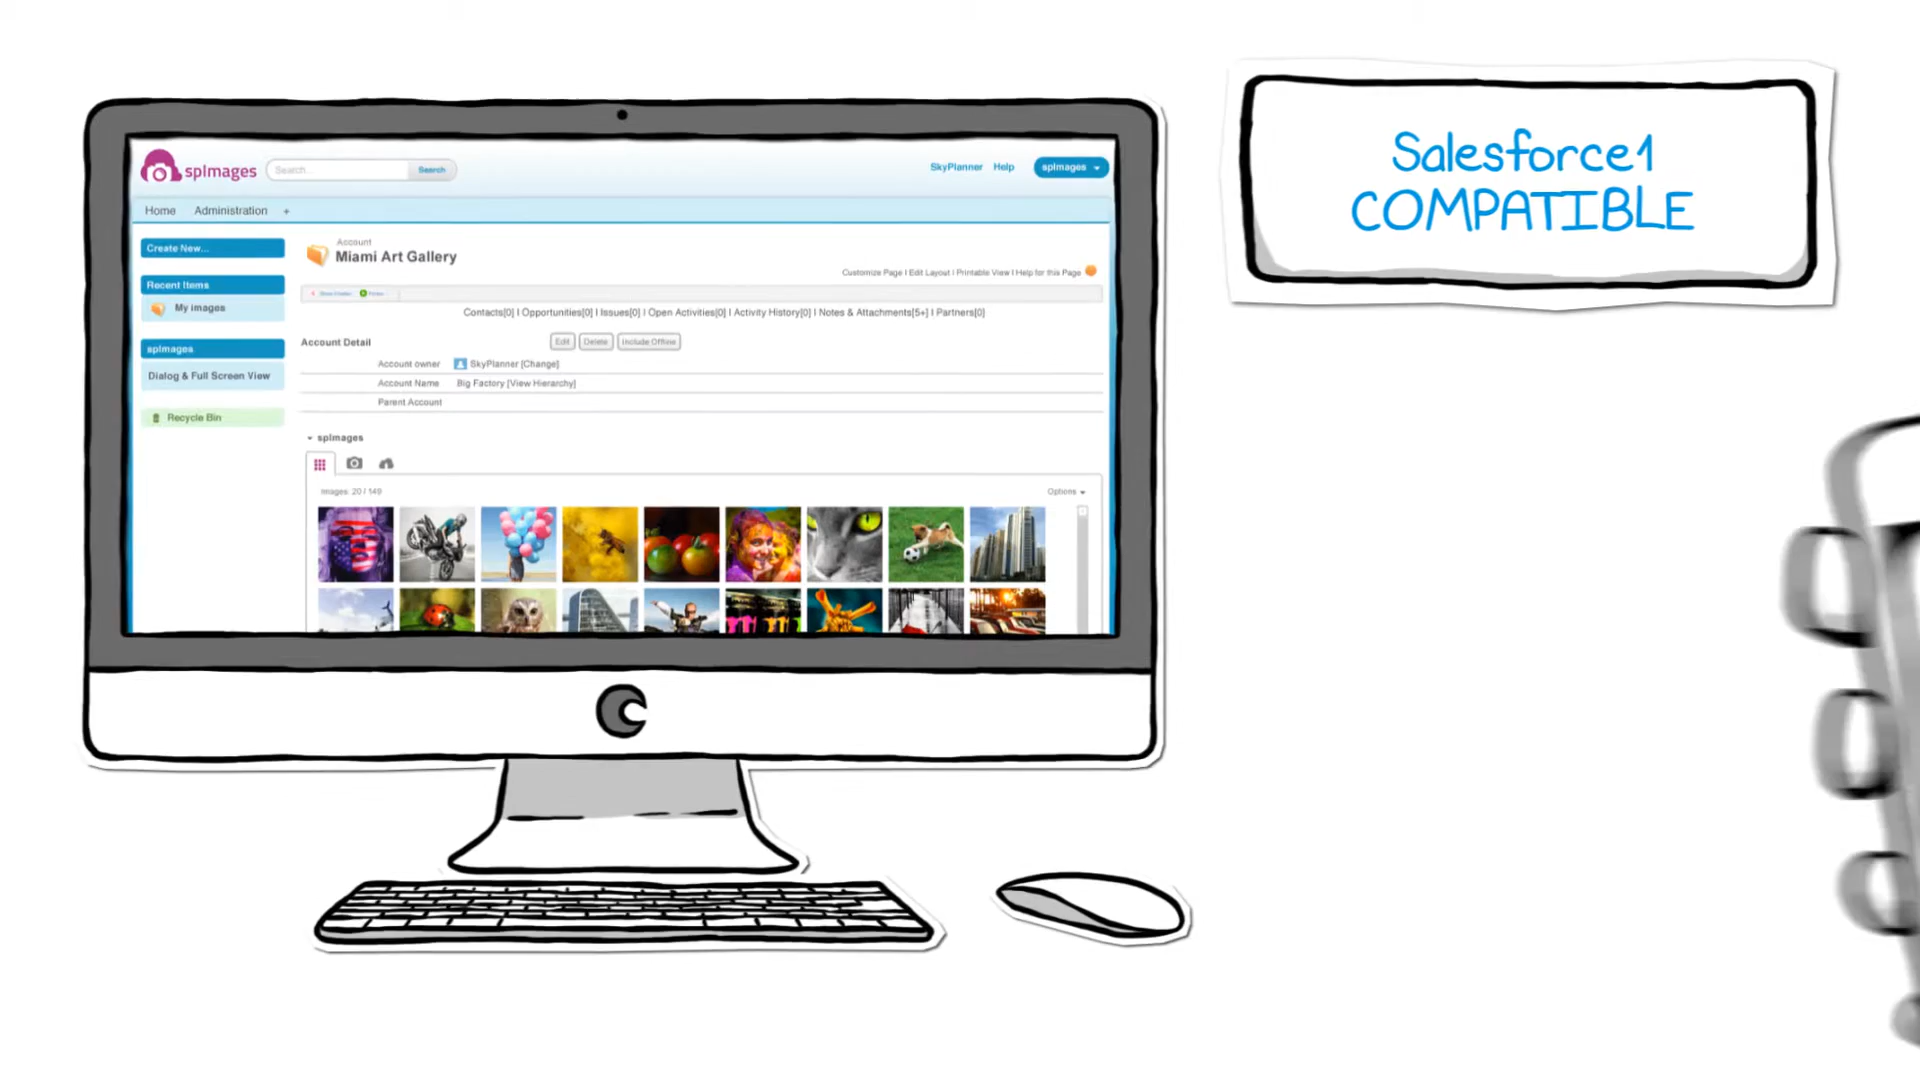 Salesforce1
COMPATIBLE
spImages
Search...
Search
SkyPlanner Help
spImages
Home Administration +
Create New...
Recent Items
My images
spImages
Dialog & Full Screen View
Recycle Bin
Account
Miami Art Gallery
Customize Page | Edit Layout | Printable View | Help for this Page
Contacts[0] | Opportunities[0] | Issues[0] | Open Activities[0] | Activity History[0] | Notes & Attachments[5+] | Partners[0]
Account Detail
Edit Delete Include Offline
Account owner SkyPlanner [Change]
Account Name Big Factory [View Hierarchy]
Parent Account
spImages
Images: 20 / 149
Options